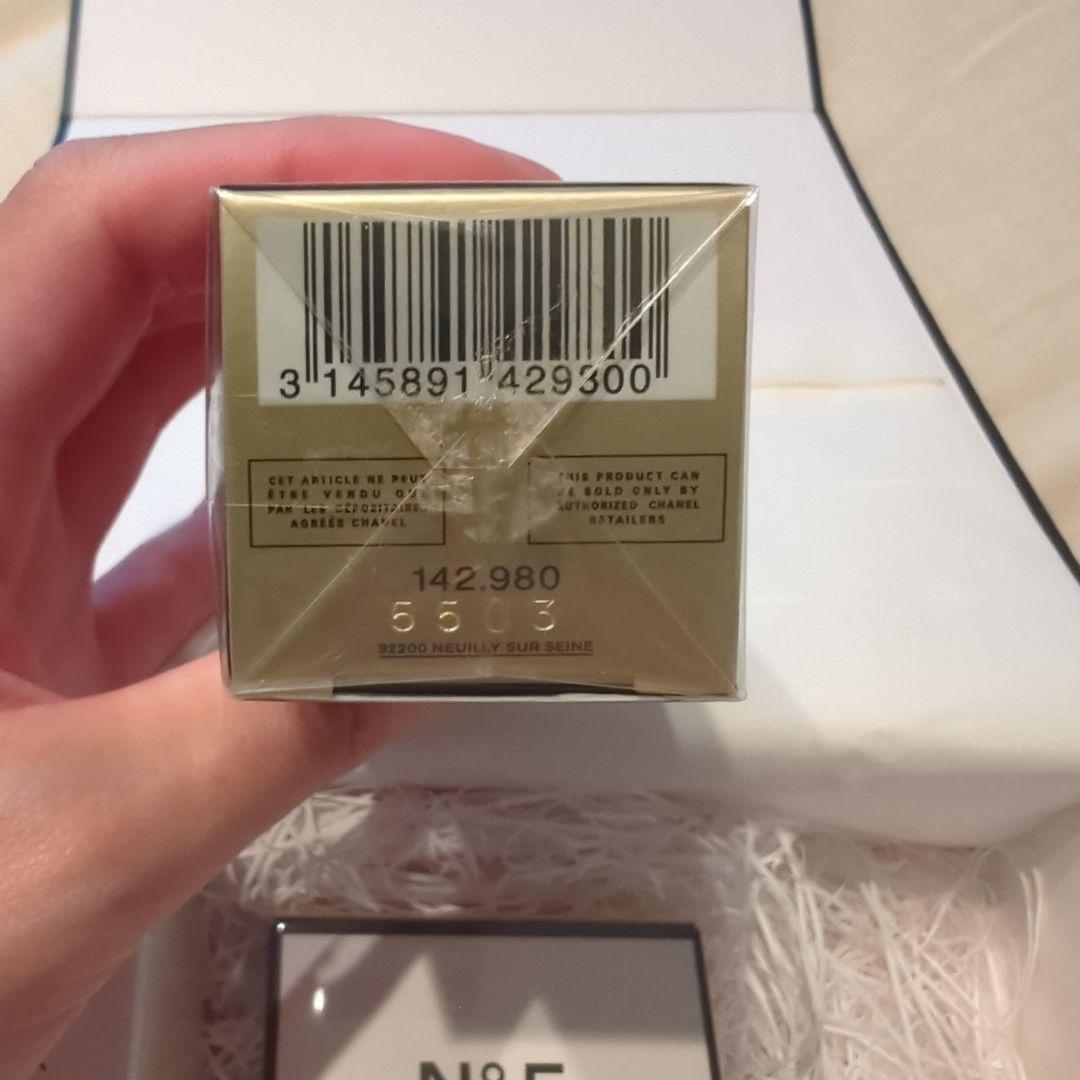 3 145891 429300
CET ARTICLE NE PEUT
ÊTRE VENDU QUE
PAR LES DÉPOSITAIRES
AGRÉÉS CHANEL
THIS PRODUCT CAN
BE SOLD ONLY BY
AUTHORIZED CHANEL
RETAILERS
142.980
5503
92200 NEUILLY SUR SEINE
N°5